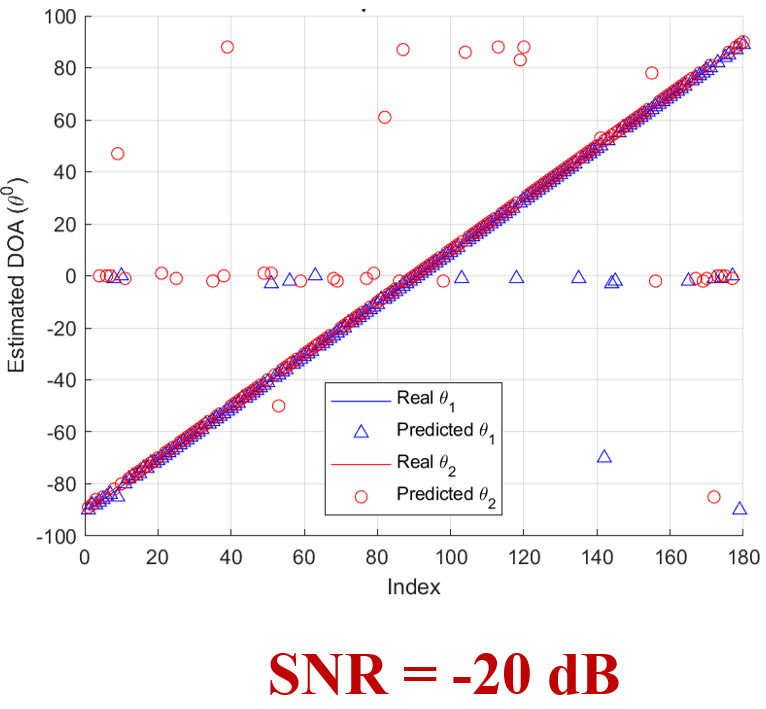 Estimated DOA (θ⁰)
100
80
60
40
20
0
-20
-40
-60
-80
-100
Real θ₁
Predicted θ₁
Real θ₂
Predicted θ₂
0 20 40 60 80 100 120 140 160 180
Index
SNR = -20 dB